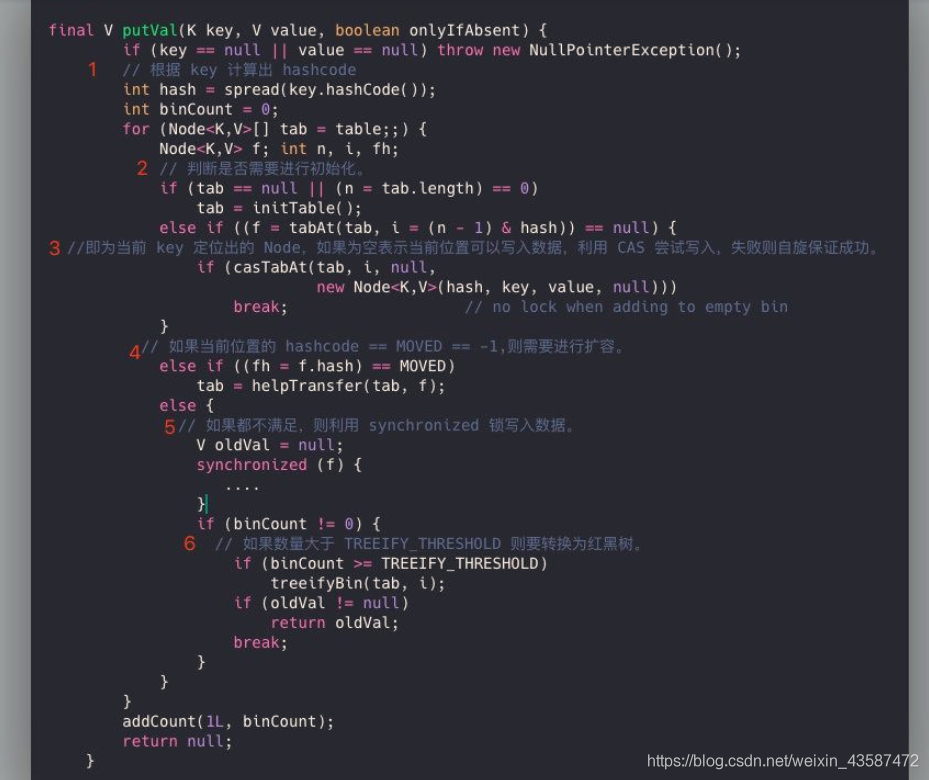 final V putVal(K key, V value, boolean onlyIfAbsent) {
if (key == null || value == null) throw new NullPointerException();
1 // 根据 key 计算出 hashcode
int hash = spread(key.hashCode());
int binCount = 0;
for (Node<K,V>[] tab = table;;) {
Node<K,V> f; int n, i, fh;
2 // 判断是否需要进行初始化。
if (tab == null || (n = tab.length) == 0)
tab = initTable();
else if ((f = tabAt(tab, i = (n - 1) & hash)) == null) {
3 //即为当前 key 定位出的 Node，如果为空表示当前位置可以写入数据，利用 CAS 尝试写入，失败则自旋保证成功。
if (casTabAt(tab, i, null,
new Node<K,V>(hash, key, value, null)))
break; // no lock when adding to empty bin
}
4 // 如果当前位置的 hashcode == MOVED == -1,则需要进行扩容。
else if ((fh = f.hash) == MOVED)
tab = helpTransfer(tab, f);
else {
5 // 如果都不满足，则利用 synchronized 锁写入数据。
V oldVal = null;
synchronized (f) {
....
}
if (binCount != 0) {
6 // 如果数量大于 TREEIFY_THRESHOLD 则要转换为红黑树。
if (binCount >= TREEIFY_THRESHOLD)
treeifyBin(tab, i);
if (oldVal != null)
return oldVal;
break;
}
}
}
addCount(1L, binCount);
return null;
}
https://blog.csdn.net/weixin_43587472